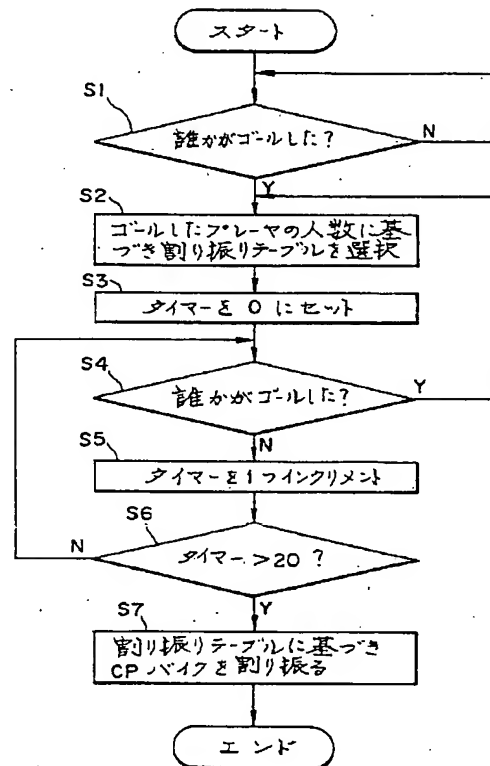 スタート
S1
誰かがゴールした?
N
Y
S2
ゴールしたプレーヤの人数に基
づき割り振りテーブルを選択
S3
タイマーを 0 にセット
S4
誰かがゴールした?
Y
N
S5
タイマーを1つインクリメント
S6
N
タイマー>20?
Y
S7
割り振りテーブルに基づき
CPバイクを割り振る
エンド